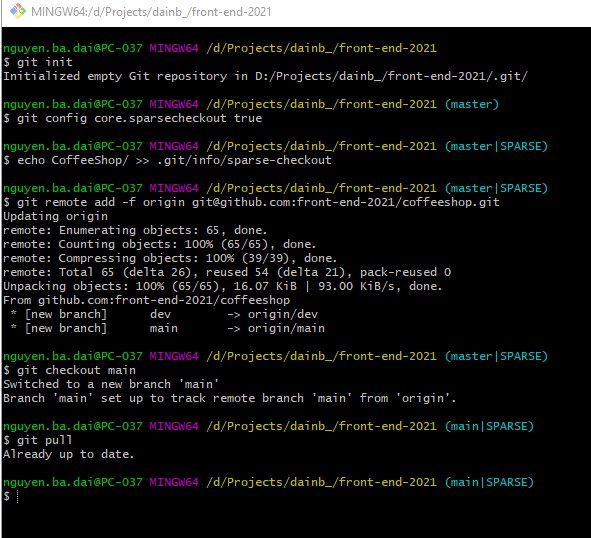 MINGW64:/d/Projects/dainb_/front-end-2021
nguyen.ba.dai@PC-037 MINGW64 /d/Projects/dainb_/front-end-2021
$ git init
Initialized empty Git repository in D:/Projects/dainb_/front-end-2021/.git/
nguyen.ba.dai@PC-037 MINGW64 /d/Projects/dainb_/front-end-2021 (master)
$ git config core.sparsecheckout true
nguyen.ba.dai@PC-037 MINGW64 /d/Projects/dainb_/front-end-2021 (master|SPARSE)
$ echo CoffeeShop/ >> .git/info/sparse-checkout
nguyen.ba.dai@PC-037 MINGW64 /d/Projects/dainb_/front-end-2021 (master|SPARSE)
$ git remote add -f origin git@github.com:front-end-2021/coffeeshop.git
Updating origin
remote: Enumerating objects: 65, done.
remote: Counting objects: 100% (65/65), done.
remote: Compressing objects: 100% (39/39), done.
remote: Total 65 (delta 26), reused 54 (delta 21), pack-reused 0
Unpacking objects: 100% (65/65), 16.07 KiB | 93.00 KiB/s, done.
From github.com:front-end-2021/coffeeshop
 * [new branch]      dev        -> origin/dev
 * [new branch]      main       -> origin/main
nguyen.ba.dai@PC-037 MINGW64 /d/Projects/dainb_/front-end-2021 (master|SPARSE)
$ git checkout main
Switched to a new branch 'main'
Branch 'main' set up to track remote branch 'main' from 'origin'.
nguyen.ba.dai@PC-037 MINGW64 /d/Projects/dainb_/front-end-2021 (main|SPARSE)
$ git pull
Already up to date.
nguyen.ba.dai@PC-037 MINGW64 /d/Projects/dainb_/front-end-2021 (main|SPARSE)
$